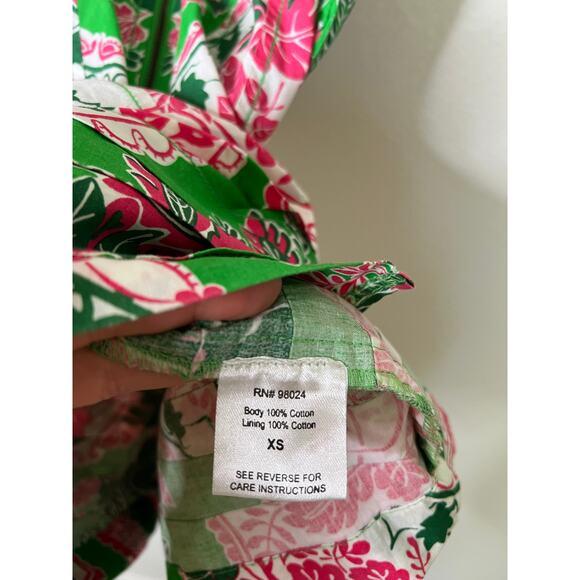 RN# 98024
Body 100% Cotton
Lining 100% Cotton
XS
SEE REVERSE FOR
CARE INSTRUCTIONS